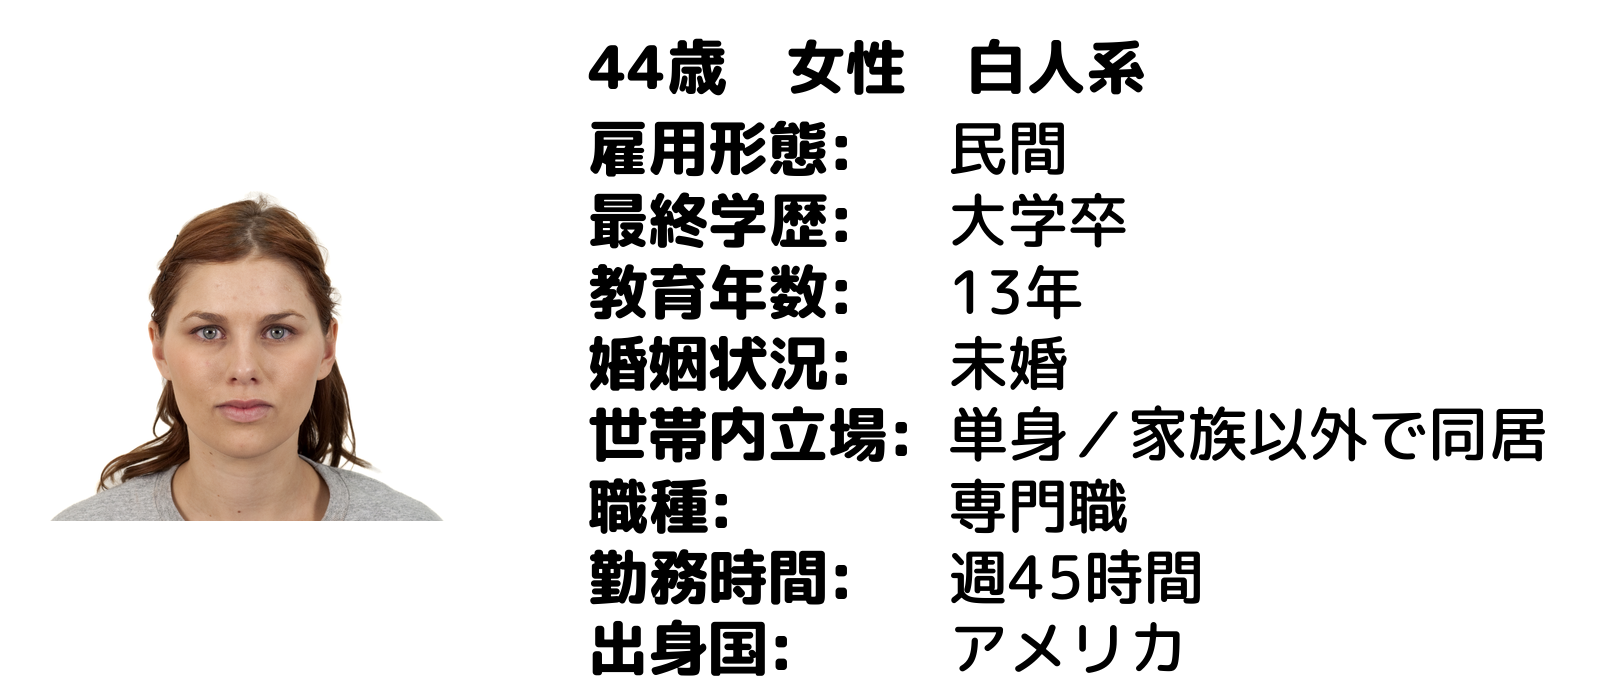 44歳　女性　白人系
雇用形態:　民間
最終学歴:　大学卒
教育年数:　13年
婚姻状況:　未婚
世帯内立場:　単身／家族以外で同居
職種:　専門職
勤務時間:　週45時間
出身国:　アメリカ